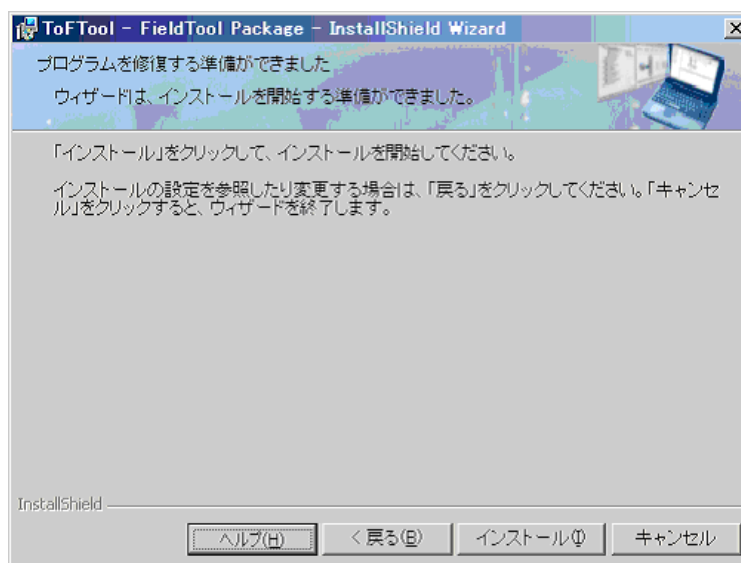 ToFTool - FieldTool Package - InstallShield Wizard
プログラムを修復する準備ができました
ウィザードは、インストールを開始する準備ができました。
「インストール」をクリックして、インストールを開始してください。
インストールの設定を参照したり変更する場合は、「戻る」をクリックしてください。「キャンセ
ル」をクリックすると、ウィザードを終了します。
InstallShield
ヘルプ(H) < 戻る(B) インストール(I) キャンセル